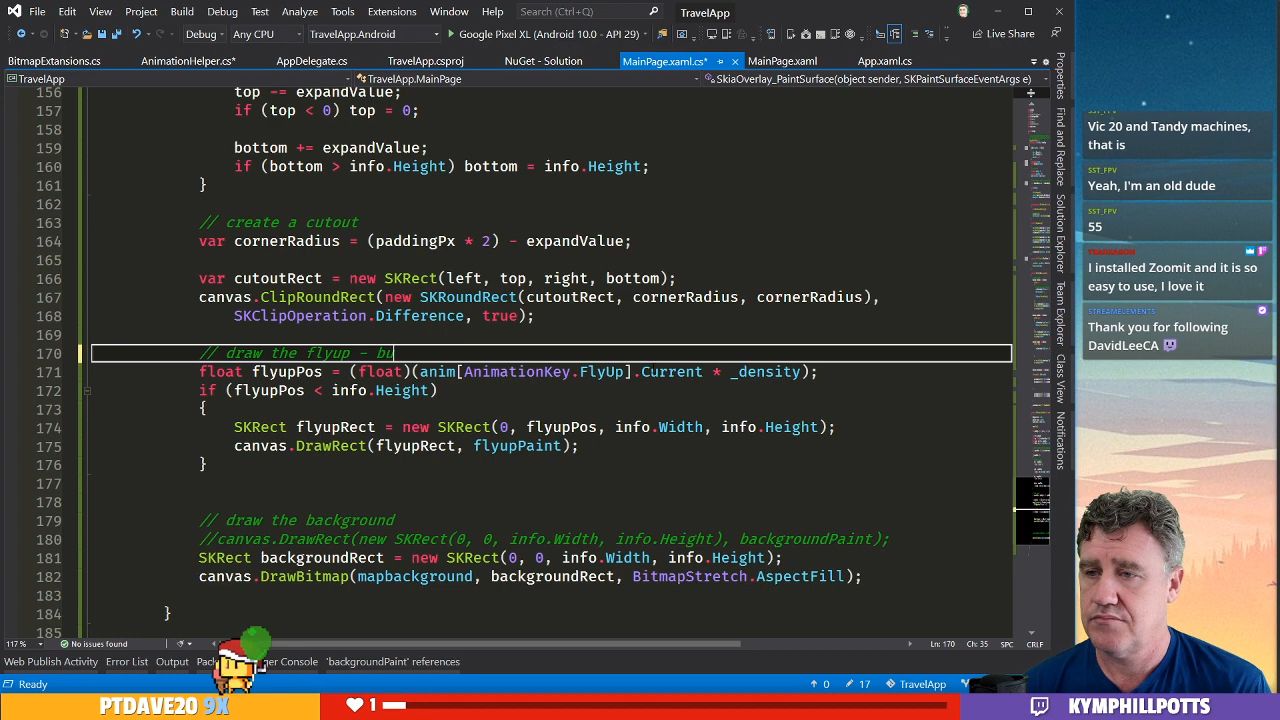 File Edit View Project Build Debug Test Analyze Tools Extensions Window Help Search (Ctrl+Q) TravelApp
Debug Any CPU TravelApp.Android Google Pixel XL (Android 10.0 - API 29) Live Share
BitmapExtansions.cs AnimationHelper.cs* AppDelegate.cs TravelApp.csproj NuGet - Solution MainPage.xaml.cs* MainPage.xaml App.xaml.cs
TravelApp TravelApp.MainPage SkiaOverlay_PaintSurface(object sender, SKPaintSurfaceEventArgs e)
156 top -= expandValue;
157 if (top < 0) top = 0;
158
159 bottom += expandValue;
160 if (bottom > info.Height) bottom = info.Height;
161 }
162
163 // create a cutout
164 var cornerRadius = (paddingPx * 2) - expandValue;
165
166 var cutoutRect = new SKRect(left, top, right, bottom);
167 canvas.ClipRoundRect(new SKRoundRect(cutoutRect, cornerRadius, cornerRadius),
168 SKClipOperation.Difference, true);
169
170 // draw the flyup - bu
171 float flyupPos = (float)(anim[AnimationKey.FlyUp].Current * _density);
172 if (flyupPos < info.Height)
173 {
174 SKRect flyupRect = new SKRect(0, flyupPos, info.Width, info.Height);
175 canvas.DrawRect(flyupRect, flyupPaint);
176 }
177
178
179 // draw the background
180 //canvas.DrawRect(new SKRect(0, 0, info.Width, info.Height), backgroundPaint);
181 SKRect backgroundRect = new SKRect(0, 0, info.Width, info.Height);
182 canvas.DrawBitmap(mapbackground, backgroundRect, BitmapStretch.AspectFill);
183
184 }
185
117 % No issues found Ln: 170 Ch: 35 SPC CRLF
Web Publish Activity Error List Output Console 'backgroundPaint' references
Ready 0 17 TravelApp
Properties
Find and Replace
Solution Explorer
Team Explorer
Class View
Notifications
Vic 20 and Tandy machines,
that is
SST_FPV
Yeah, I'm an old dude
SST_FPV
55
I installed Zoomit and it is so
easy to use, I love it
STREAMELEMENTS
Thank you for following
DavidLeeCA
PTDAVE20 9X
1
KYMPHILLPOTTS